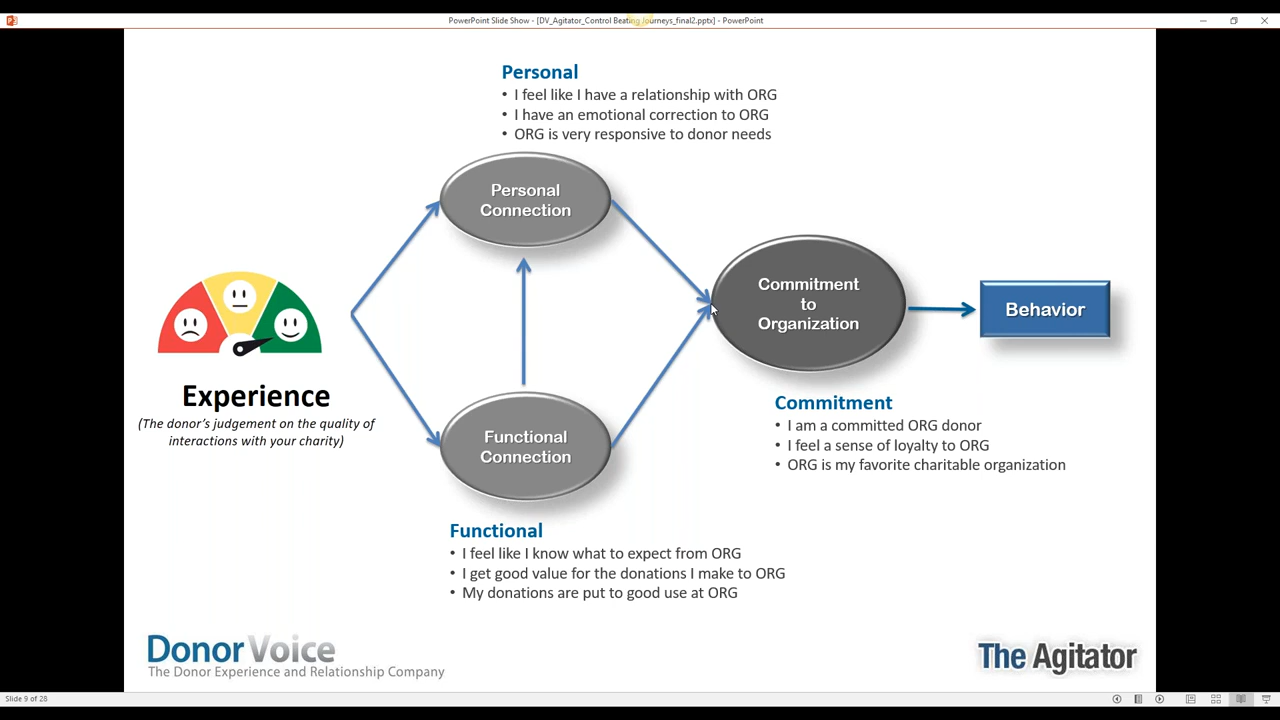 PowerPoint Slide Show - [DV_Agitator_Control Beating Journeys_final2.pptx] - PowerPoint
Personal
• I feel like I have a relationship with ORG
• I have an emotional correction to ORG
• ORG is very responsive to donor needs
Personal
Connection
Commitment
to
Organization
Behavior
Experience
(The donor's judgement on the quality of
interactions with your charity)
Commitment
• I am a committed ORG donor
• I feel a sense of loyalty to ORG
• ORG is my favorite charitable organization
Functional
Connection
Functional
• I feel like I know what to expect from ORG
• I get good value for the donations I make to ORG
• My donations are put to good use at ORG
DonorVoice
The Donor Experience and Relationship Company
The Agitator
Slide 9 of 28